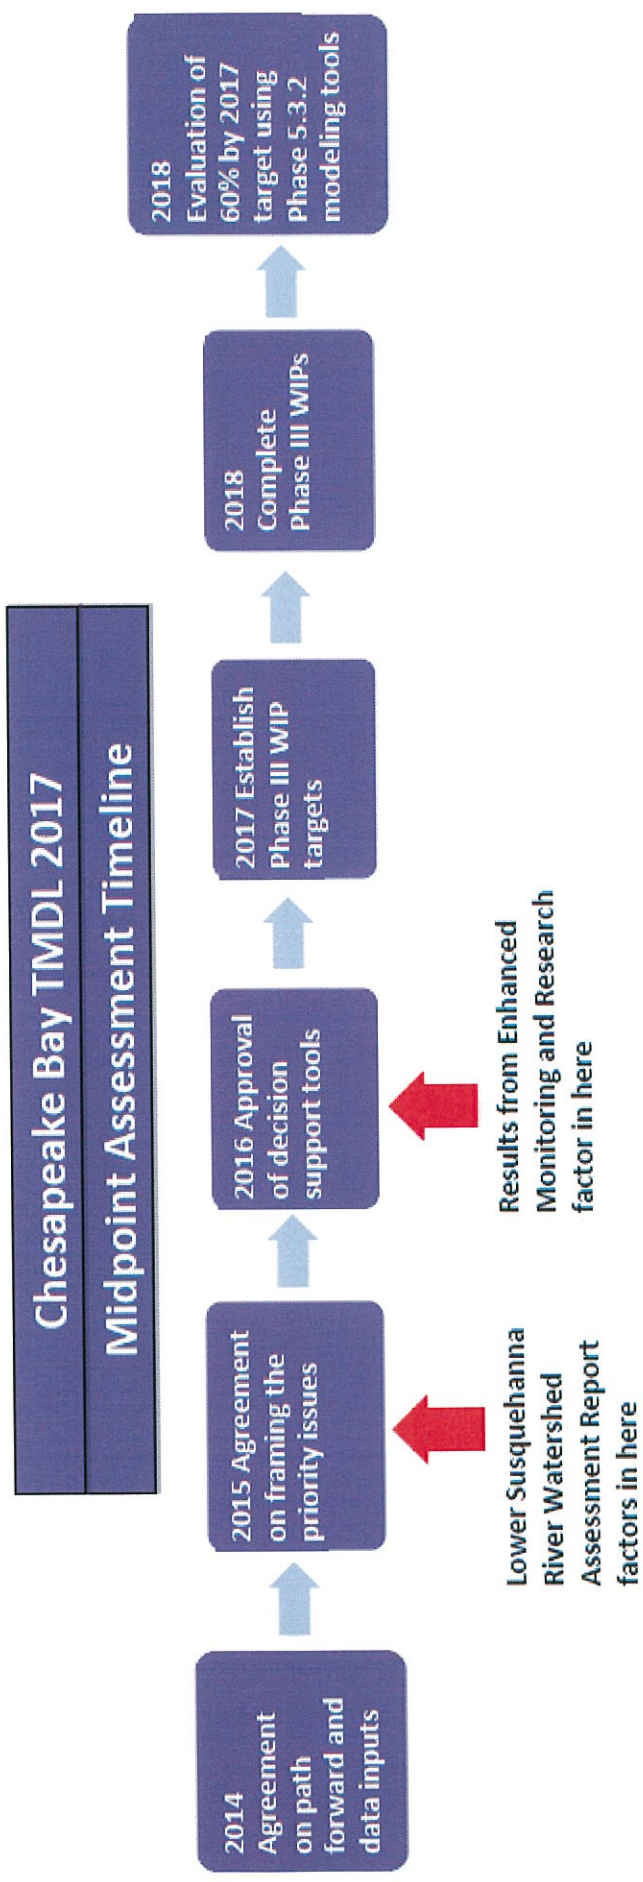 Chesapeake Bay TMDL 2017
Midpoint Assessment Timeline
2014
Agreement
on path
forward and
data inputs
2015 Agreement
on framing the
priority issues
2016 Approval
of decision
support tools
2017 Establish
Phase III WIP
targets
2018
Complete
Phase III WIPs
2018
Evaluation of
60% by 2017
target using
Phase 5.3.2
modeling tools
Lower Susquehanna
River Watershed
Assessment Report
factors in here
Results from Enhanced
Monitoring and Research
factor in here